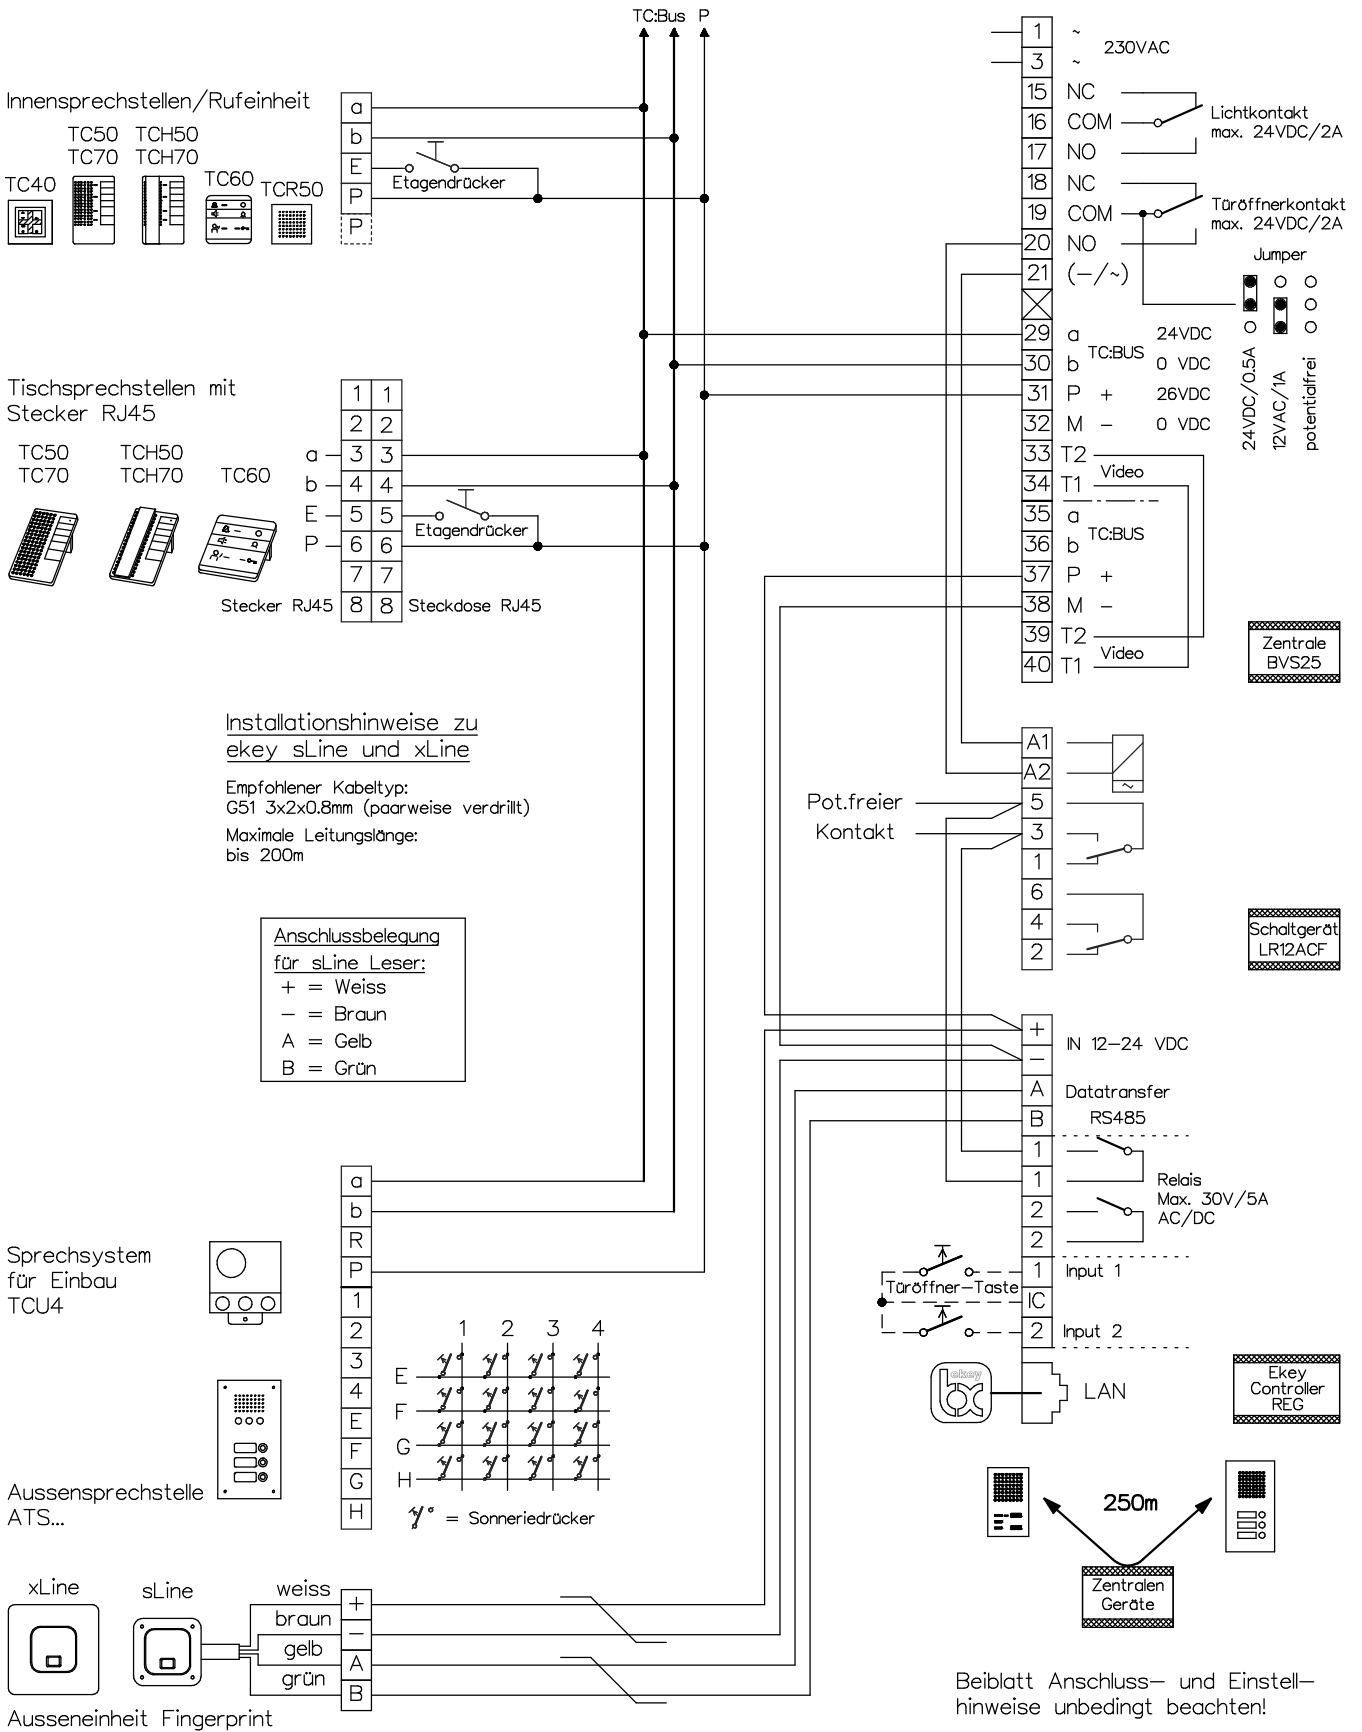 TC:Bus P
Innensprechstellen/Rufeinheit
TC50 TCH50
TC70 TCH70
TC40
TC60
TCR50
a
b
E
P
P
Etagendrücker
Tischsprechstellen mit
Stecker RJ45
TC50 TCH50
TC70 TCH70 TC60
1 1
2 2
a 3 3
b 4 4
E 5 5
P 6 6
7 7
8 8
Etagendrücker
Stecker RJ45
Steckdose RJ45
Installationshinweise zu
ekey sLine und xLine
Empfohlener Kabeltyp:
G51 3x2x0.8mm (paarweise verdrillt)
Maximale Leitungslänge:
bis 200m
Anschlussbelegung
für sLine Leser:
+ = Weiss
− = Braun
A = Gelb
B = Grün
Sprechsystem
für Einbau
TCU4
Aussensprechstelle
ATS...
a
b
R
P
1
2
3
4
E
F
G
H
1 2 3 4
E
F
G
H
= Sonneriedrücker
xLine
sLine
weiss +
braun −
gelb A
grün B
Ausseneinheit Fingerprint
1 ~
3 ~
230VAC
15 NC
16 COM
17 NO
Lichtkontakt
max. 24VDC/2A
18 NC
19 COM
20 NO
Türöffnerkontakt
max. 24VDC/2A
21 (−/~)
Jumper
24VDC/0.5A
12VAC/1A
potentialfrei
29 a 24VDC
30 b 0 VDC
TC:BUS
31 P + 26VDC
32 M − 0 VDC
33 T2
34 T1
Video
35 a
36 b
TC:BUS
37 P +
38 M −
39 T2
40 T1
Video
Zentrale
BVS25
A1
A2
~
5
3
1
6
4
2
Pot.freier
Kontakt
Schaltgerät
LR12ACF
+
−
IN 12−24 VDC
A
B
Datatransfer
RS485
1
1
2
2
Relais
Max. 30V/5A
AC/DC
1 Input 1
IC
2 Input 2
Türöffner−Taste
ekey
bx
LAN
Ekey
Controller
REG
250m
Zentralen
Geräte
Beiblatt Anschluss− und Einstell−
hinweise unbedingt beachten!